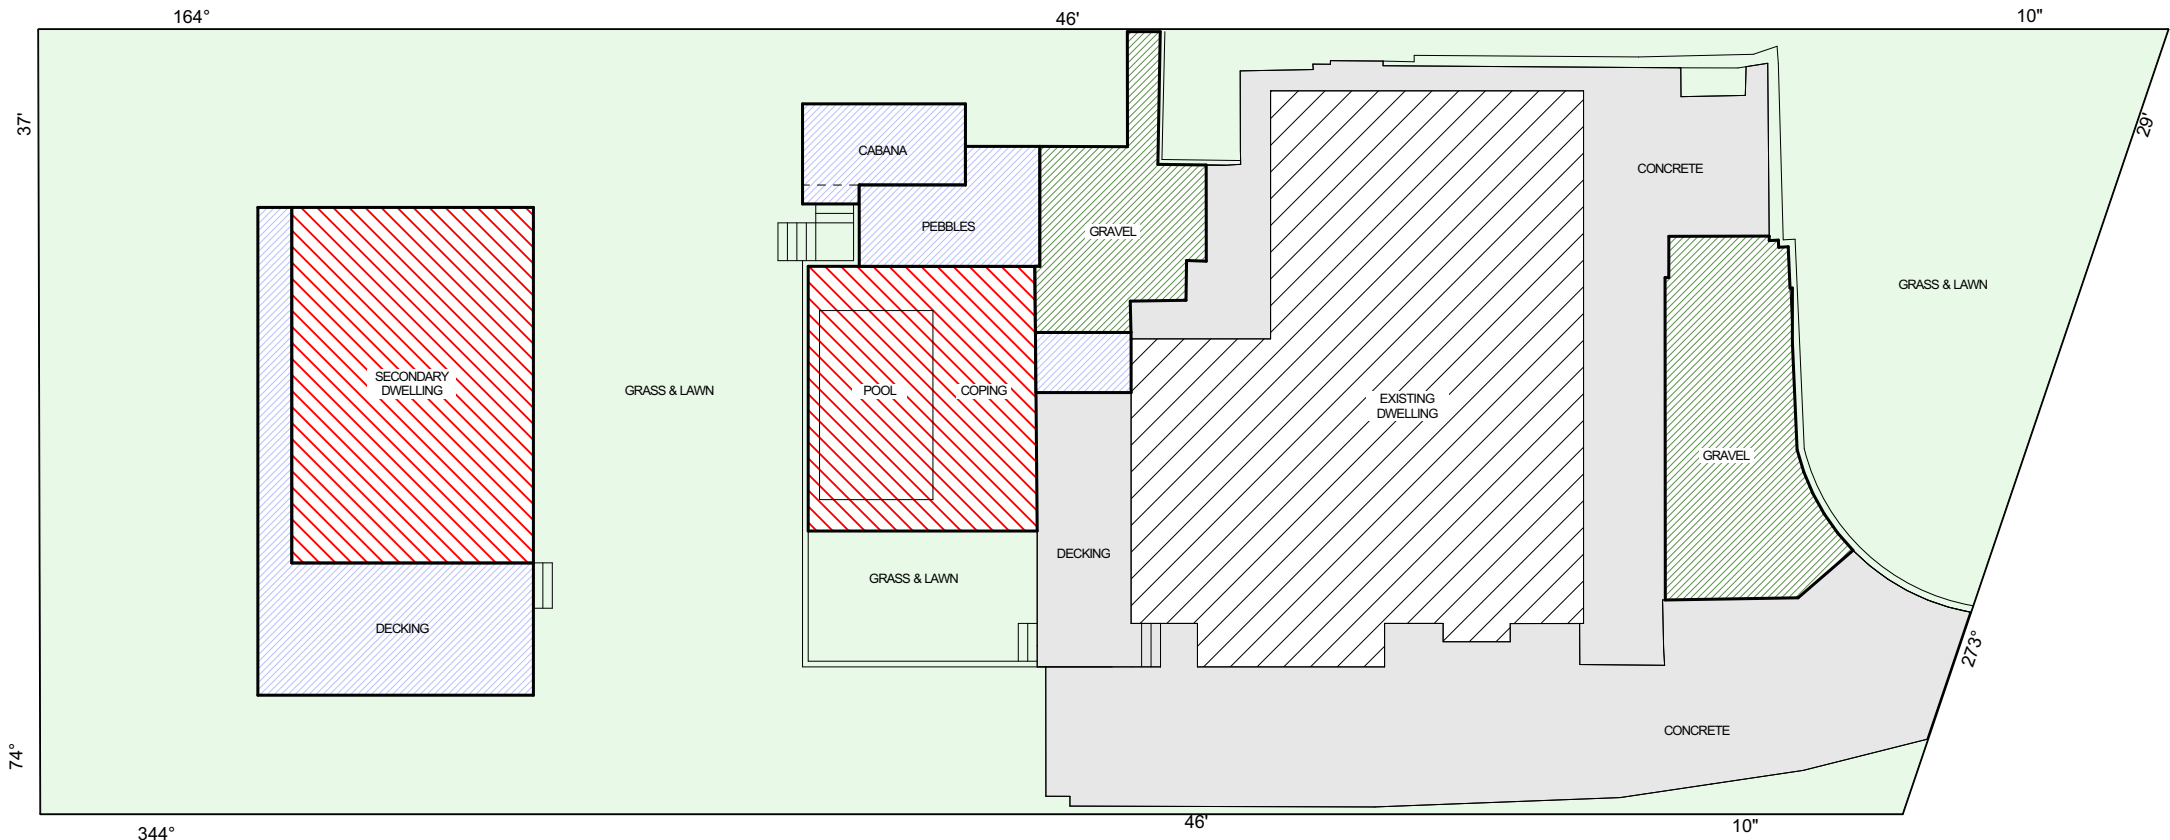 164°
46'
10"
37'
29'
CABANA
CONCRETE
PEBBLES
GRAVEL
GRASS & LAWN
SECONDARY
DWELLING
GRASS & LAWN
POOL
COPING
EXISTING
DWELLING
GRAVEL
DECKING
GRASS & LAWN
DECKING
273°
CONCRETE
74°
344°
46'
10"